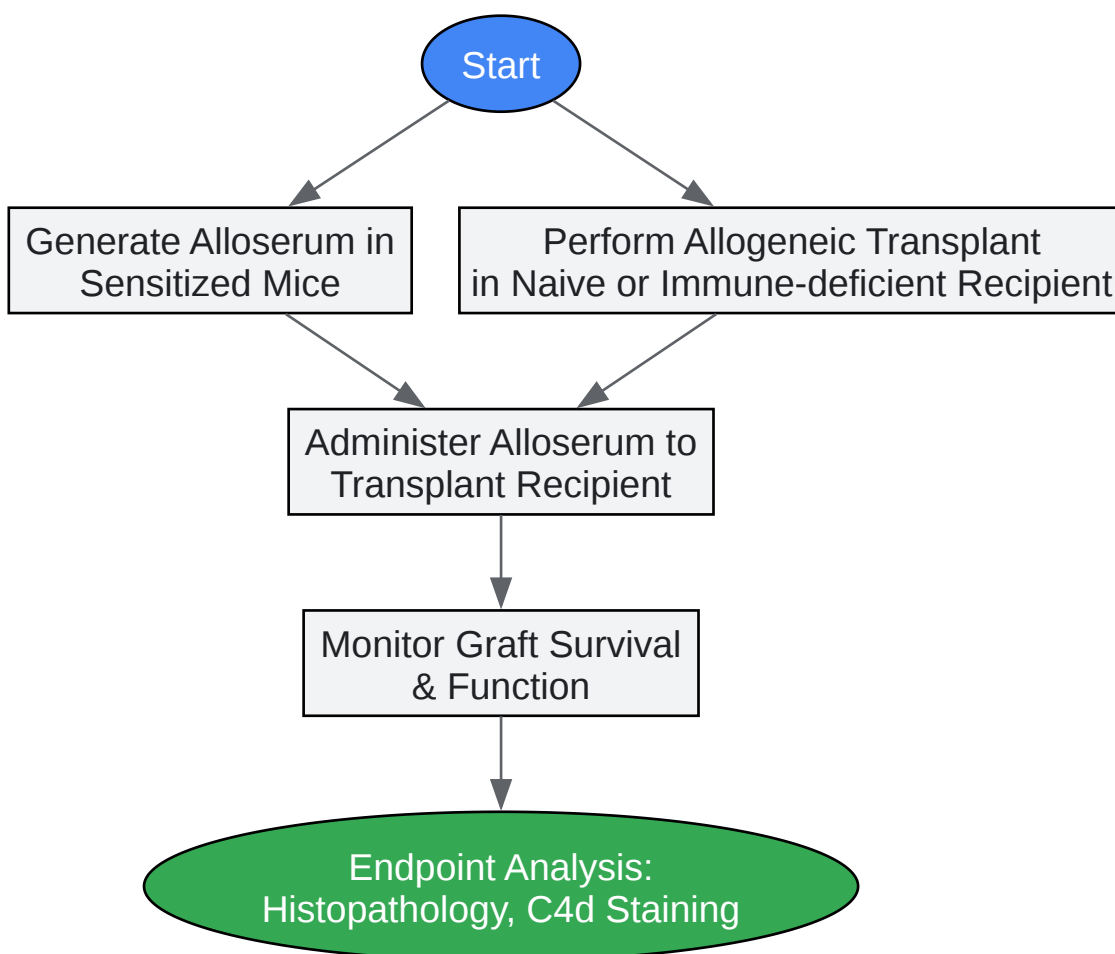 Start
Generate Alloserum in
Sensitized Mice
Perform Allogeneic Transplant
in Naive or Immune-deficient Recipient
Administer Alloserum to
Transplant Recipient
Monitor Graft Survival
& Function
Endpoint Analysis:
Histopathology, C4d Staining